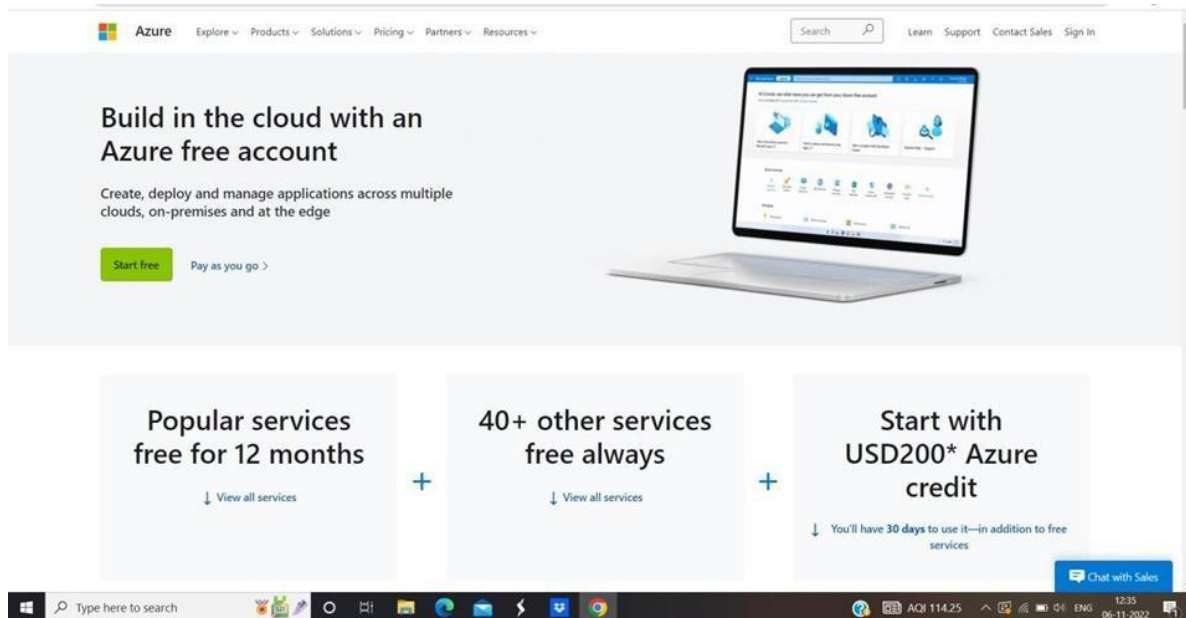 Azure
Explore
Products
Solutions
Pricing
Partners
Resources
Search
Learn
Support
Contact Sales
Sign In
Build in the cloud with an
Azure free account
Create, deploy and manage applications across multiple
clouds, on-premises and at the edge
Start free
Pay as you go >
Popular services
free for 12 months
↓ View all services
+
40+ other services
free always
↓ View all services
+
Start with
USD200* Azure
credit
↓ You'll have 30 days to use it—in addition to free
services
Chat with Sales
Type here to search
AQI 114.25
ENG
12:35
06-11-2022